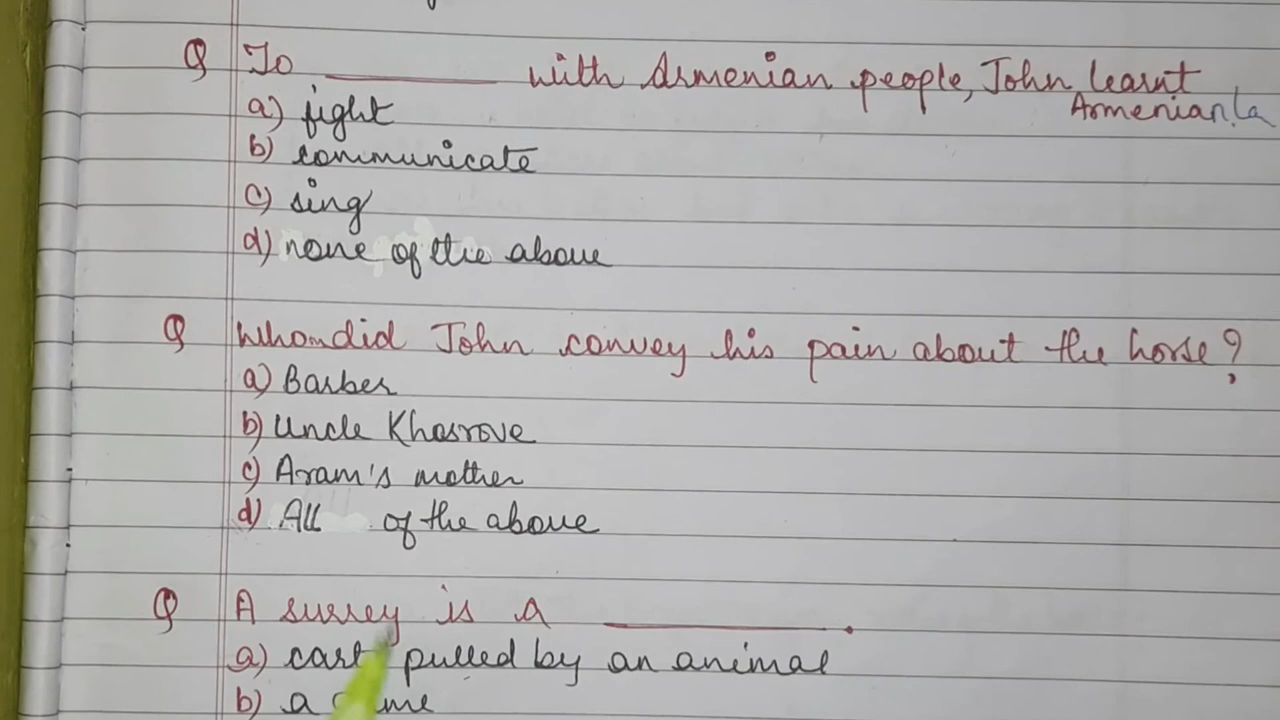 Q To ________ with Armenian people, John learnt
Armenian la
a) fight
b) communicate
c) sing
d) none of the above
Q Whom did John convey his pain about the horse?
a) Barber
b) Uncle Khosrove
c) Aram's mother
d) All of the above
Q A surrey is a ________.
a) cart pulled by an animal
b) a